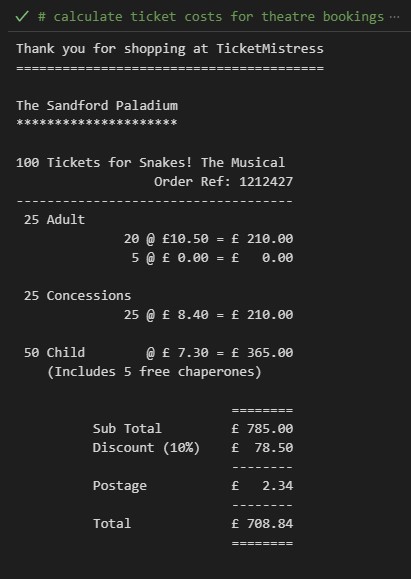 # calculate ticket costs for theatre bookings ···
Thank you for shopping at TicketMistress
========================================
The Sandford Paladium
*********************
100 Tickets for Snakes! The Musical
                  Order Ref: 1212427
------------------------------------
 25 Adult
              20 @ £10.50 = £ 210.00
               5 @ £ 0.00 = £   0.00
 25 Concessions
              25 @ £ 8.40 = £ 210.00
 50 Child        @ £ 7.30 = £ 365.00
    (Includes 5 free chaperones)
                            ========
          Sub Total         £ 785.00
          Discount (10%)    £  78.50
                            --------
          Postage           £   2.34
                            --------
          Total             £ 708.84
                            ========